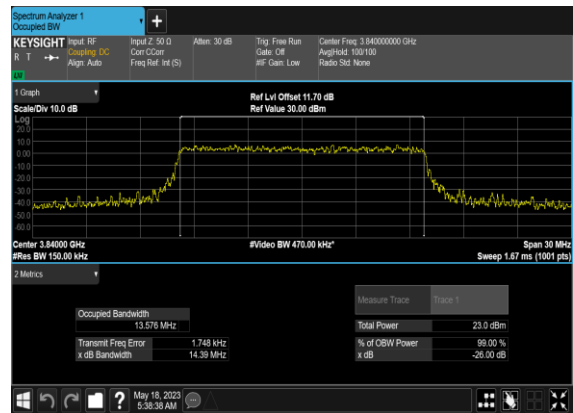 Spectrum Analyzer 1
Occupied BW
+
KEYSIGHT Input: RF Input Z: 50 Ω Atten: 30 dB Trig: Free Run Center Freq: 3.840000000 GHz
R T Coupling: DC Corr CCorr Gate: Off Avg|Hold: 100/100
Align: Auto Freq Ref: Int (S) #IF Gain: Low Radio Std: None
LXI
1 Graph Ref Lvl Offset 11.70 dB
Scale/Div 10.0 dB Ref Value 30.00 dBm
Log
20.0
10.0
0.00
-10.0
-20.0
-30.0
-40.0
-50.0
-60.0
Center 3.84000 GHz #Video BW 470.00 kHz* Span 30 MHz
#Res BW 150.00 kHz Sweep 1.67 ms (1001 pts)
2 Metrics
Measure Trace Trace 1
Occupied Bandwidth
13.576 MHz Total Power 23.0 dBm
Transmit Freq Error 1.748 kHz % of OBW Power 99.00 %
x dB Bandwidth 14.39 MHz x dB -26.00 dB
? May 18, 2023
5:38:38 AM